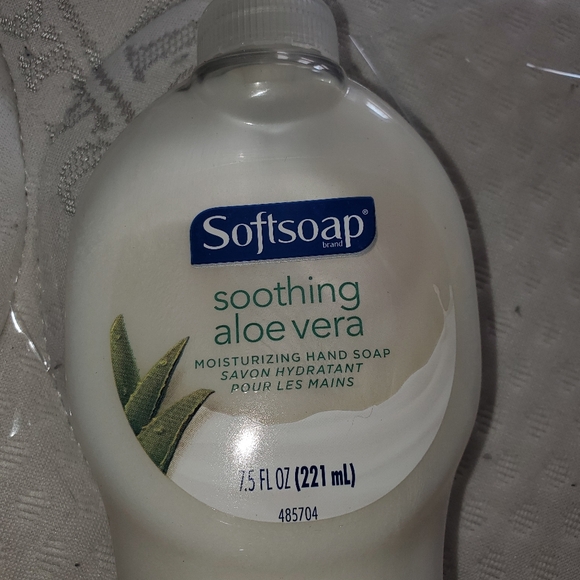 Softsoap®
brand
soothing
aloe vera
MOISTURIZING HAND SOAP
SAVON HYDRATANT
POUR LES MAINS
7.5 FL OZ (221 mL)
485704